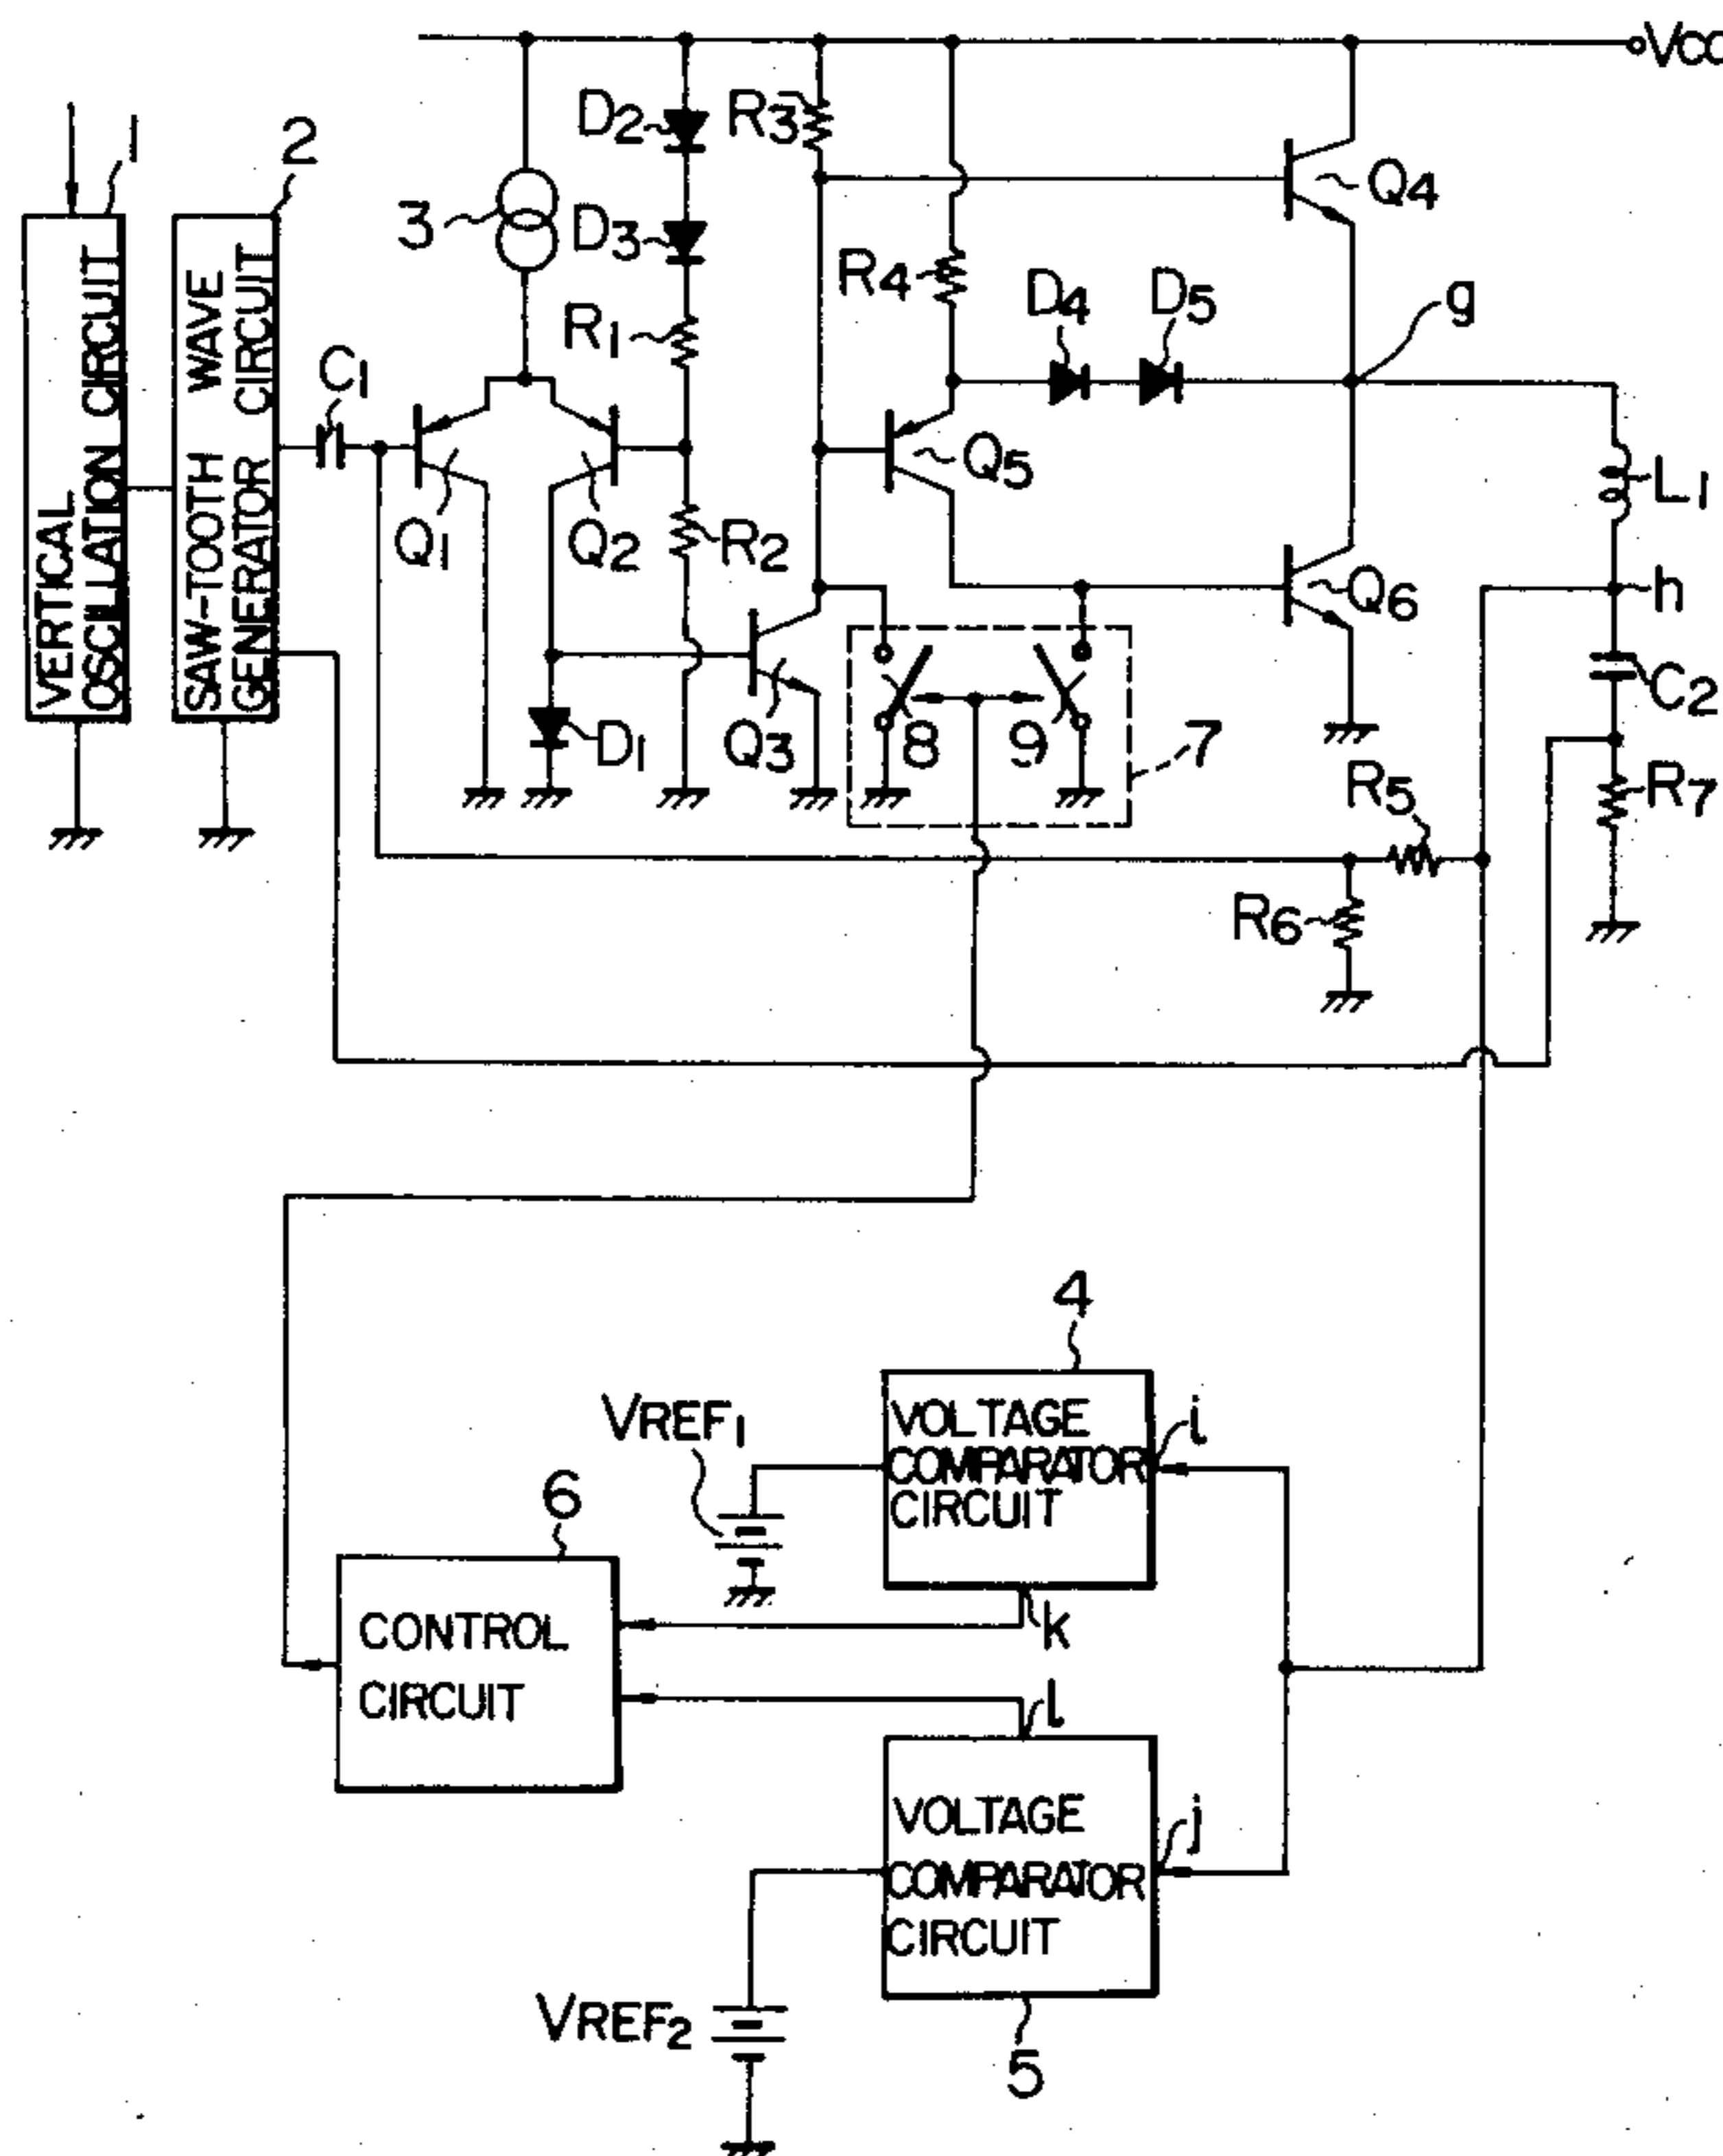 VCC
1
2
3
D2
D3
R3
Q4
R4
D4
D5
g
R1
C1
VERTICAL
OSCILLATION CIRCUIT
SAW-TOOTH WAVE
GENERATOR CIRCUIT
Q1
Q2
R2
Q5
L1
Q6
h
D1
Q3
8
9
7
C2
R5
R7
R6
4
VREF1
VOLTAGE
COMPARATOR
CIRCUIT
i
6
k
CONTROL
CIRCUIT
l
VOLTAGE
COMPARATOR
CIRCUIT
j
VREF2
5